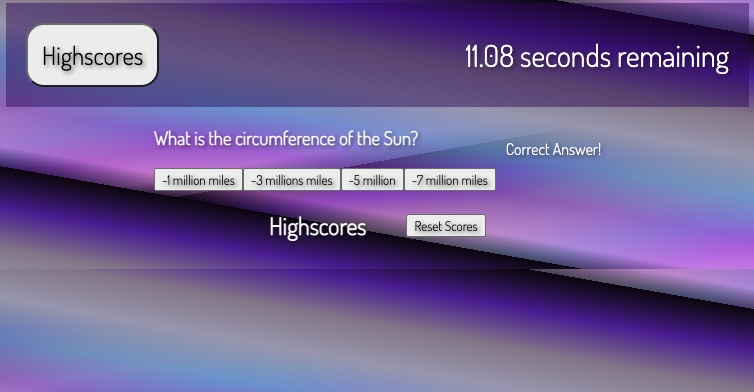 Highscores
11.08 seconds remaining
What is the circumference of the Sun?
Correct Answer!
~1 million miles
~3 millions miles
~5 million
~7 million miles
Highscores
Reset Scores